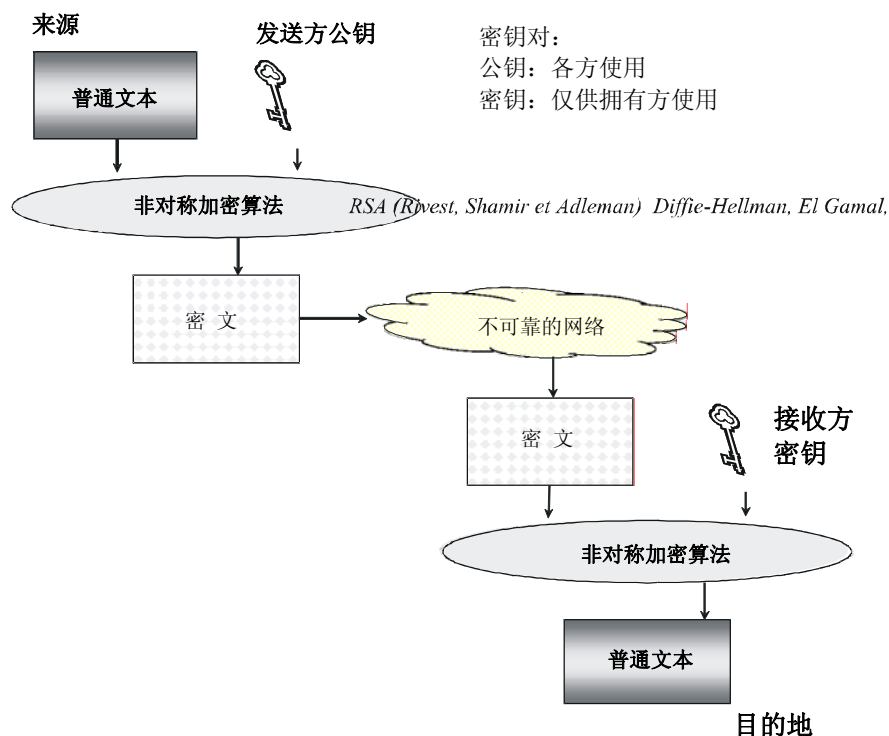 来源
发送方公钥
密钥对：
公钥：各方使用
密钥：仅供拥有方使用
普通文本
非对称加密算法
RSA (Rivest, Shamir et Adleman) Diffie-Hellman, El Gamal,
密 文
不可靠的网络
密 文
接收方
密钥
非对称加密算法
普通文本
目的地